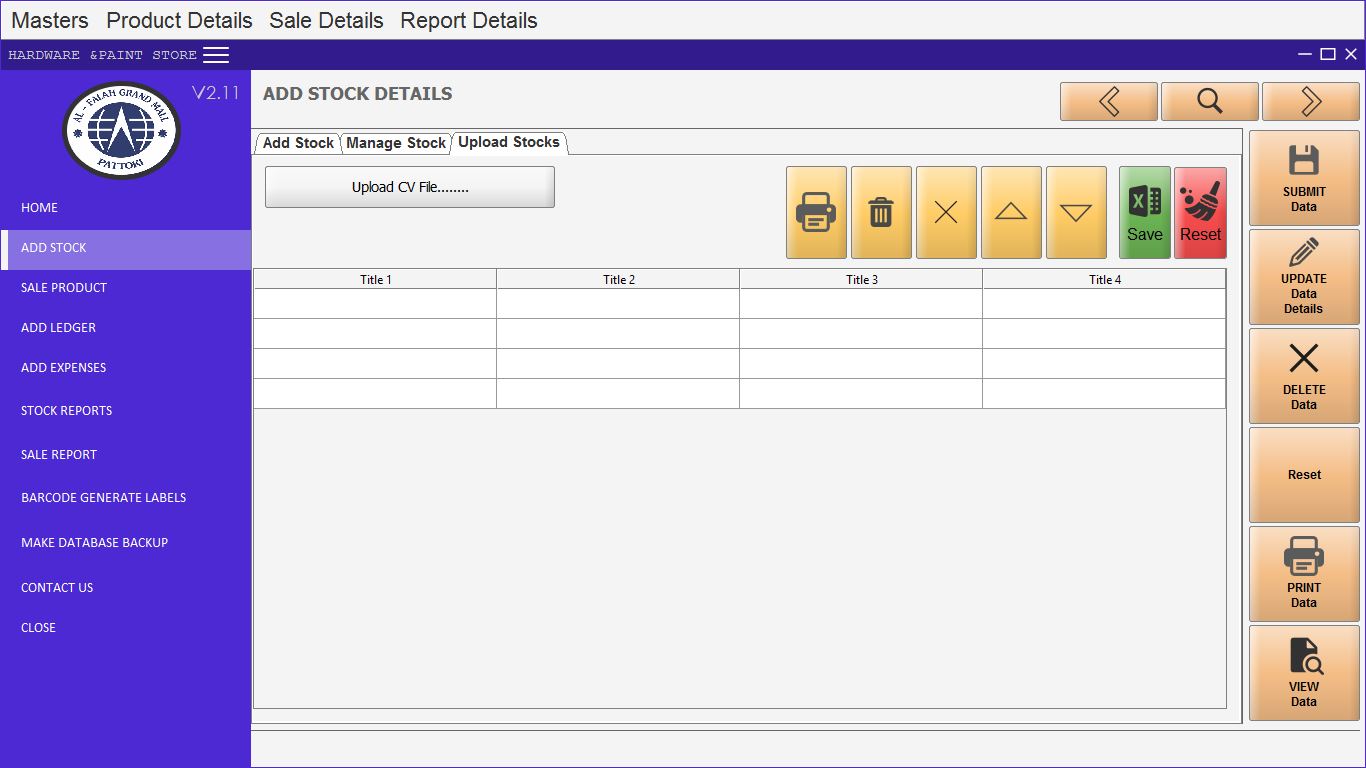 Masters Product Details Sale Details Report Details
HARDWARE &PAINT STORE
AL - FALAH GRAND MALL
PATTOKI
V2.11
HOME
ADD STOCK
SALE PRODUCT
ADD LEDGER
ADD EXPENSES
STOCK REPORTS
SALE REPORT
BARCODE GENERATE LABELS
MAKE DATABASE BACKUP
CONTACT US
CLOSE
ADD STOCK DETAILS
Add Stock Manage Stock Upload Stocks
Upload CV File........
Save Reset
Title 1 Title 2 Title 3 Title 4
SUBMIT
Data
UPDATE
Data
Details
DELETE
Data
Reset
PRINT
Data
VIEW
Data